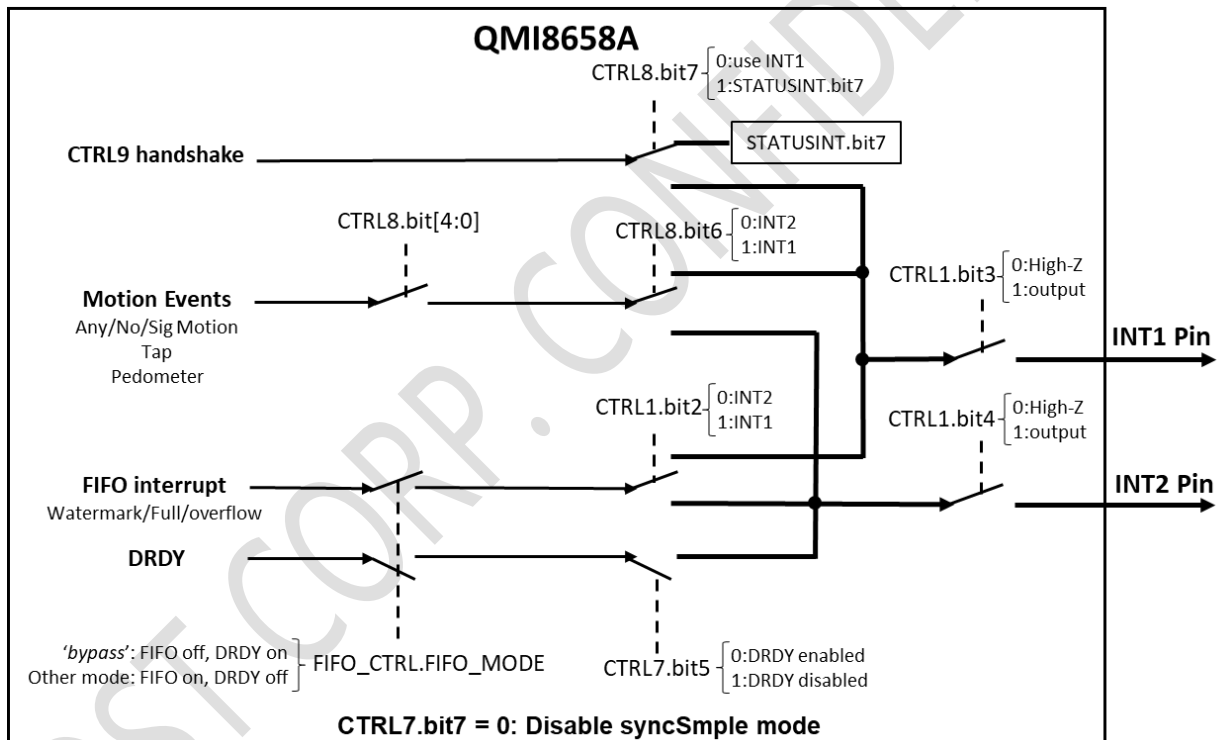 QMI8658A
CTRL8.bit7
0:use INT1
1:STATUSINT.bit7
CTRL9 handshake
STATUSINT.bit7
CTRL8.bit[4:0]
CTRL8.bit6
0:INT2
1:INT1
CTRL1.bit3
0:High-Z
1:output
Motion Events
Any/No/Sig Motion
Tap
Pedometer
INT1 Pin
CTRL1.bit2
0:INT2
1:INT1
CTRL1.bit4
0:High-Z
1:output
FIFO interrupt
Watermark/Full/overflow
INT2 Pin
DRDY
'bypass': FIFO off, DRDY on
Other mode: FIFO on, DRDY off
FIFO_CTRL.FIFO_MODE
CTRL7.bit5
0:DRDY enabled
1:DRDY disabled
CTRL7.bit7 = 0: Disable syncSmple mode
OST CORP. CONFIDE